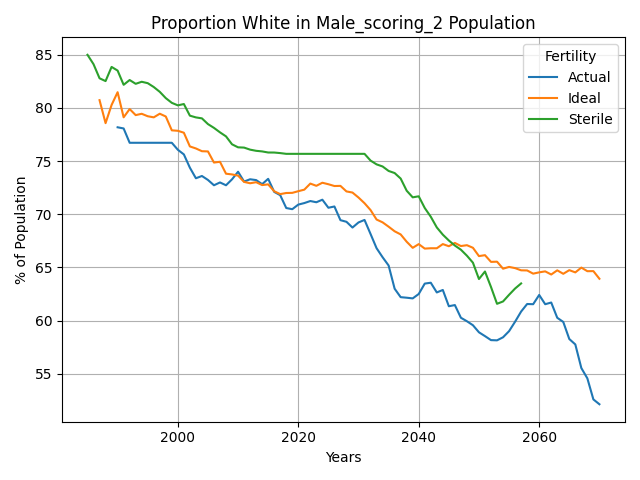 Proportion White in Male_scoring_2 Population
Fertility
Actual
Ideal
Sterile
% of Population
85
80
75
70
65
60
55
2000
2020
2040
2060
Years